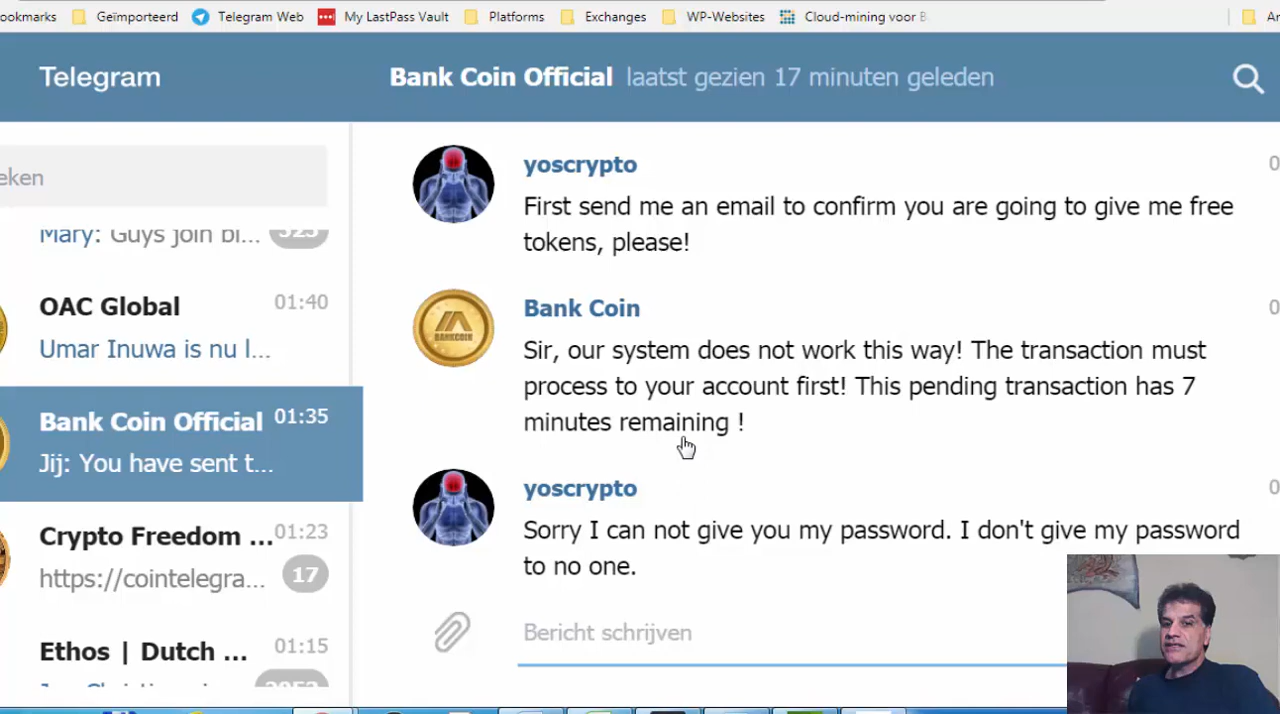 ookmarks Geïmporteerd Telegram Web My LastPass Vault Platforms Exchanges WP-Websites Cloud-mining voor B
Telegram
Bank Coin Official laatst gezien 17 minuten geleden
eken
Mary: Guys join bi... 325
OAC Global 01:40
Umar Inuwa is nu l...
Bank Coin Official 01:35
Jij: You have sent t...
Crypto Freedom ... 01:23
https://cointelegra... 17
Ethos | Dutch ... 01:15
yoscrypto
First send me an email to confirm you are going to give me free
tokens, please!
Bank Coin
BANKCOIN
Sir, our system does not work this way! The transaction must
process to your account first! This pending transaction has 7
minutes remaining !
yoscrypto
Sorry I can not give you my password. I don't give my password
to no one.
Bericht schrijven